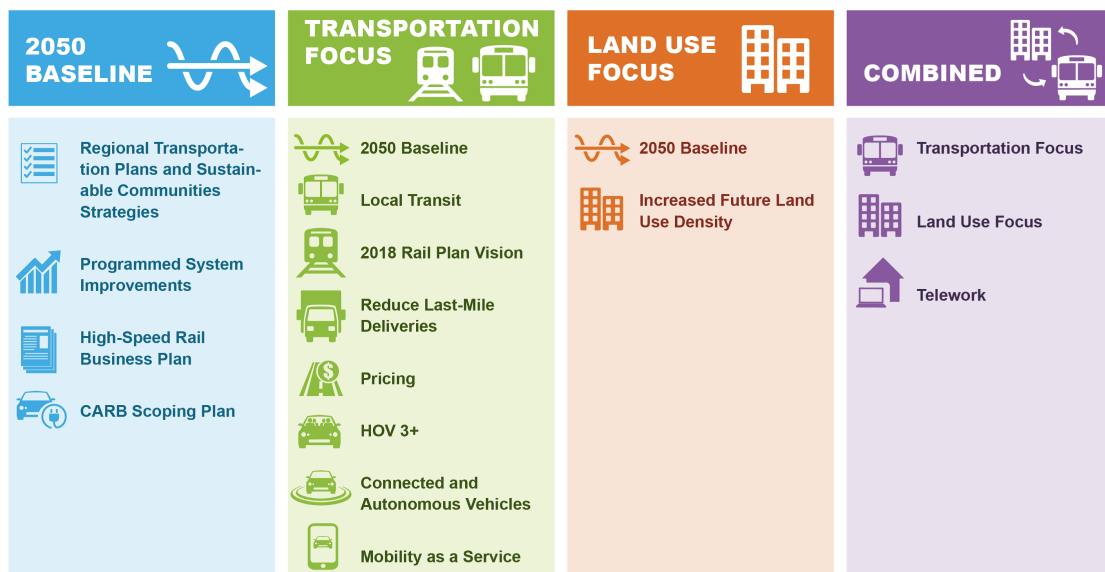 2050
BASELINE
Regional Transporta-
tion Plans and Sustain-
able Communities
Strategies
Programmed System
Improvements
High-Speed Rail
Business Plan
CARB Scoping Plan
TRANSPORTATION
FOCUS
2050 Baseline
Local Transit
2018 Rail Plan Vision
Reduce Last-Mile
Deliveries
$
Pricing
HOV 3+
Connected and
Autonomous Vehicles
Mobility as a Service
LAND USE
FOCUS
2050 Baseline
Increased Future Land
Use Density
COMBINED
Transportation Focus
Land Use Focus
Telework